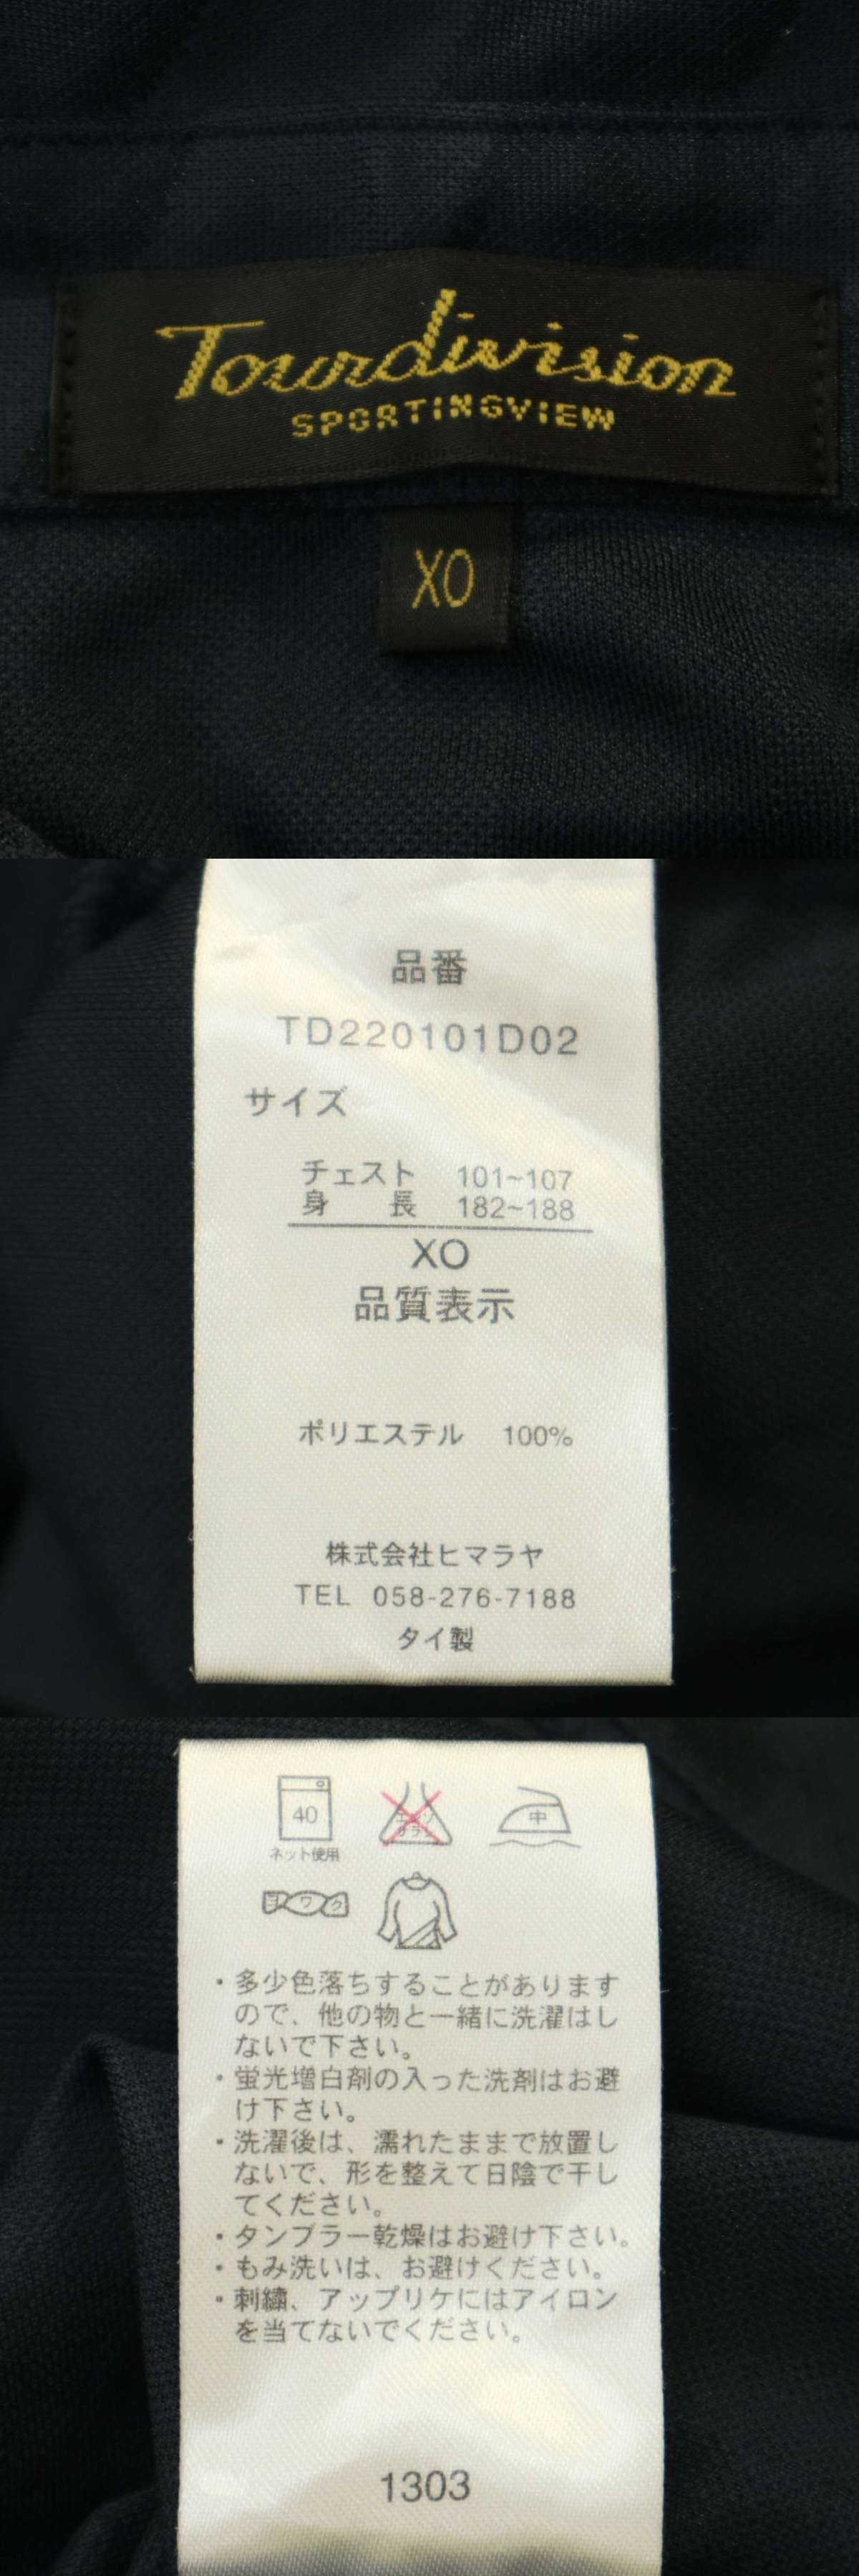 Tourdivision
SPORTINGVIEW
XO
品番
TD220101D02
サイズ
チェスト 101~107
身長 182~188
XO
品質表示
ポリエステル 100%
株式会社ヒマラヤ
TEL 058-276-7188
タイ製
40
エンソ
サラシ
中
ネット使用
ヨワク
・多少色落ちすることがあります
ので、他の物と一緒に洗濯はし
ないで下さい。
・蛍光増白剤の入った洗剤はお避
け下さい。
・洗濯後は、濡れたままで放置し
ないで、形を整えて日陰で干し
てください。
・タンブラー乾燥はお避け下さい。
・もみ洗いは、お避けください。
・刺繍、アップリケにはアイロン
を当てないでください。
1303